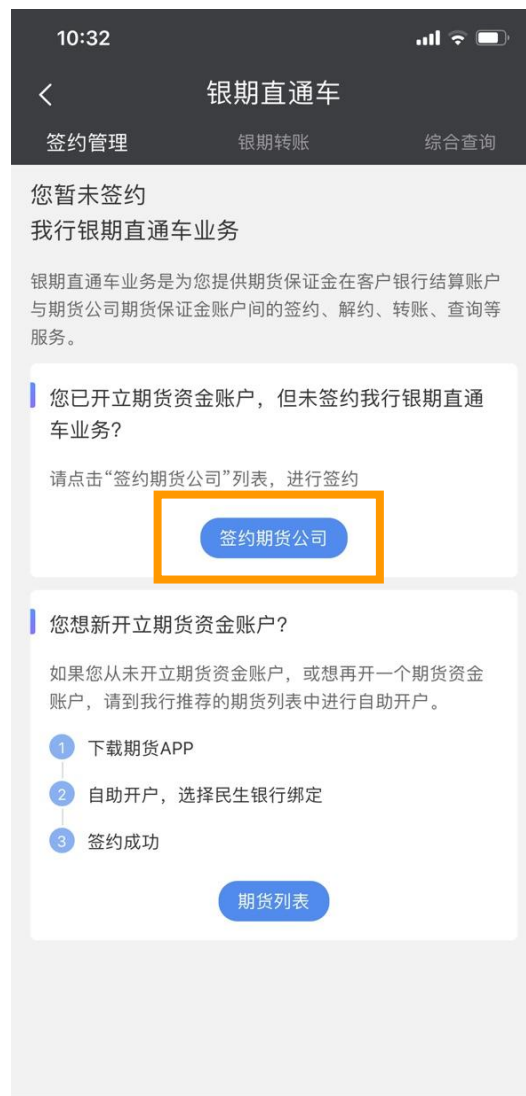 10:32
银期直通车
签约管理 银期转账 综合查询
您暂未签约
我行银期直通车业务
银期直通车业务是为您提供期货保证金在客户银行结算账户
与期货公司期货保证金账户间的签约、解约、转账、查询等
服务。
您已开立期货资金账户，但未签约我行银期直通
车业务?
请点击“签约期货公司”列表，进行签约
签约期货公司
您想新开立期货资金账户?
如果您从未开立期货资金账户，或想再开一个期货资金
账户，请到我行推荐的期货列表中进行自助开户。
1 下载期货APP
2 自助开户，选择民生银行绑定
3 签约成功
期货列表